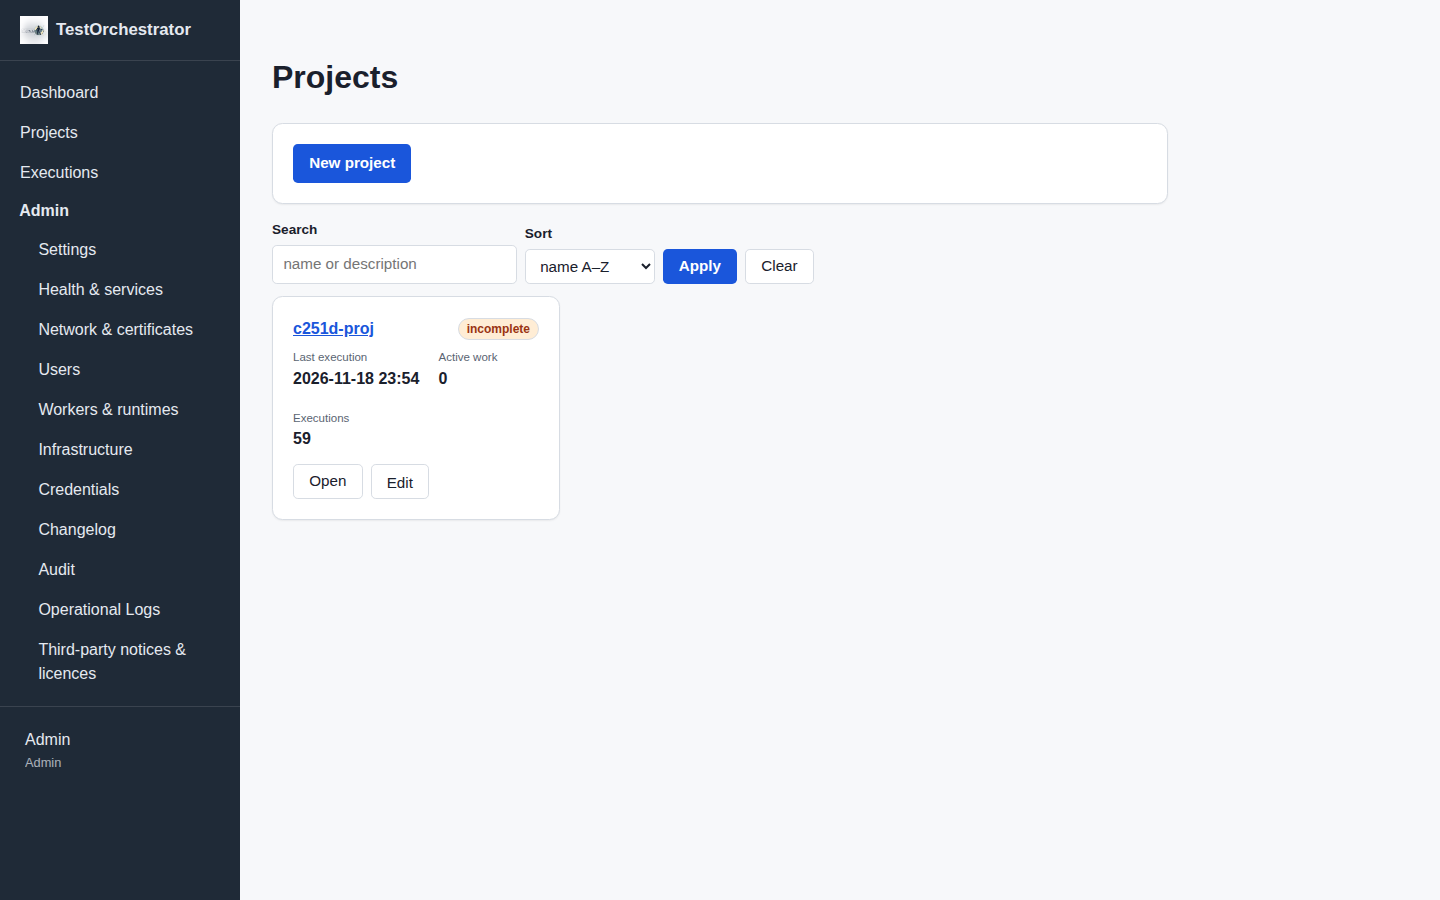 TestOrchestrator
Dashboard
Projects
Executions
Admin
Settings
Health & services
Network & certificates
Users
Workers & runtimes
Infrastructure
Credentials
Changelog
Audit
Operational Logs
Third-party notices &
licences
Admin
Admin
Projects
New project
Search
Sort
name or description
name A–Z
Apply
Clear
c251d-proj
incomplete
Last execution
Active work
2026-11-18 23:54
0
Executions
59
Open
Edit